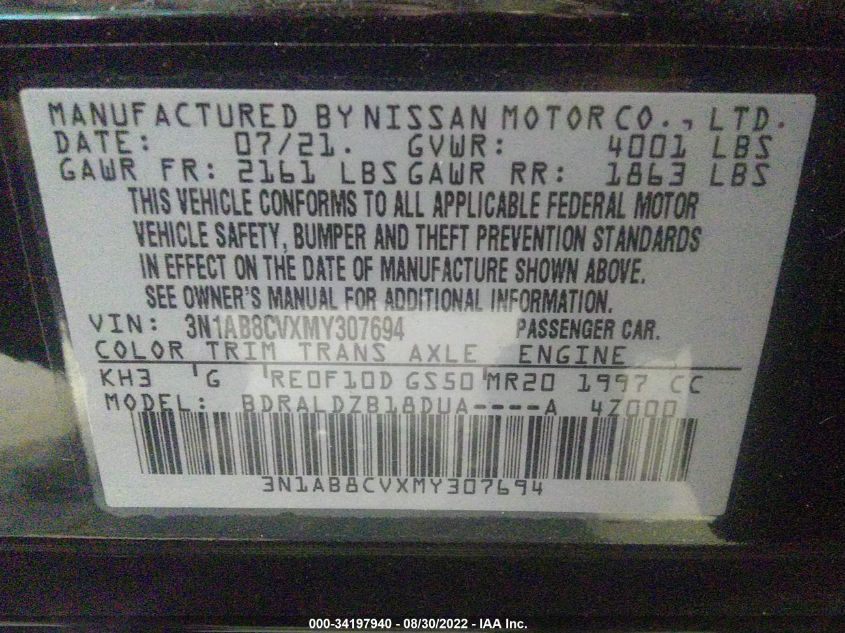 MANUFACTURED BY NISSAN MOTOR CO., LTD.
DATE: 07/21. GVWR: 4001 LBS
GAWR FR: 2161 LBS GAWR RR: 1863 LBS
THIS VEHICLE CONFORMS TO ALL APPLICABLE FEDERAL MOTOR
VEHICLE SAFETY, BUMPER AND THEFT PREVENTION STANDARDS
IN EFFECT ON THE DATE OF MANUFACTURE SHOWN ABOVE.
SEE OWNER'S MANUAL FOR ADDITIONAL INFORMATION.
VIN: 3N1AB8CVXMY307694 PASSENGER CAR.
COLOR TRIM TRANS AXLE ENGINE
KH3 'G 'RE0F10D GS50'MR20 1997 CC
MODEL: BDRALDZB18DUA----A 4Z000
3N1AB8CVXMY307694
000-34197940 - 08/30/2022 - IAA Inc.